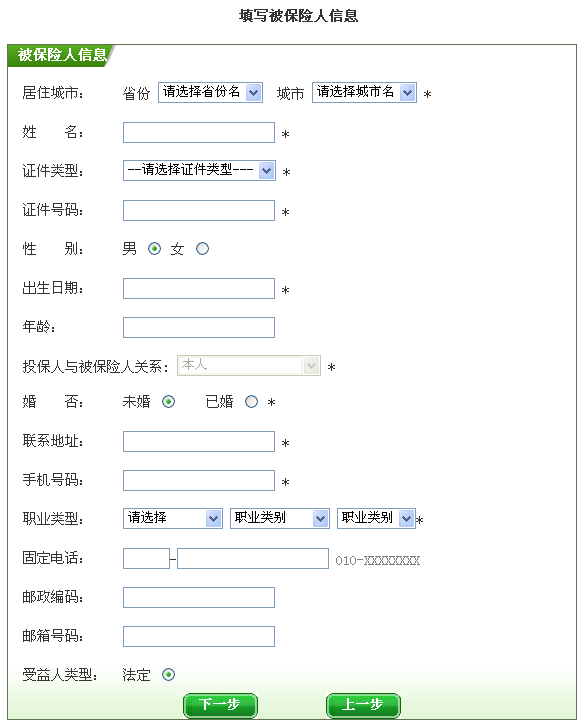 填写被保险人信息
被保险人信息
居住城市： 省份 请选择省份名 城市 请选择城市名 *
姓 名： *
证件类型： --请选择证件类型--- *
证件号码： *
性 别： 男 女
出生日期： *
年龄：
投保人与被保险人关系： 本人 *
婚 否： 未婚 已婚 *
联系地址： *
手机号码： *
职业类型： 请选择 职业类别 职业类别 *
固定电话： - 010-XXXXXXXX
邮政编码：
邮箱号码：
受益人类型： 法定
下一步 上一步